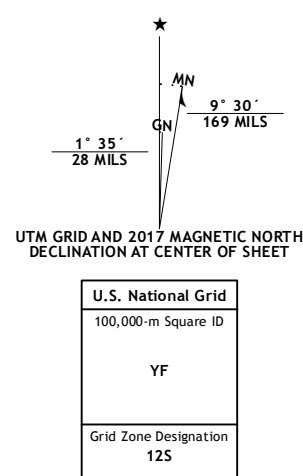 ★
MN
GN
9° 30´
169 MILS
1° 35´
28 MILS
UTM GRID AND 2017 MAGNETIC NORTH
DECLINATION AT CENTER OF SHEET
U.S. National Grid
100,000-m Square ID
YF
Grid Zone Designation
12S